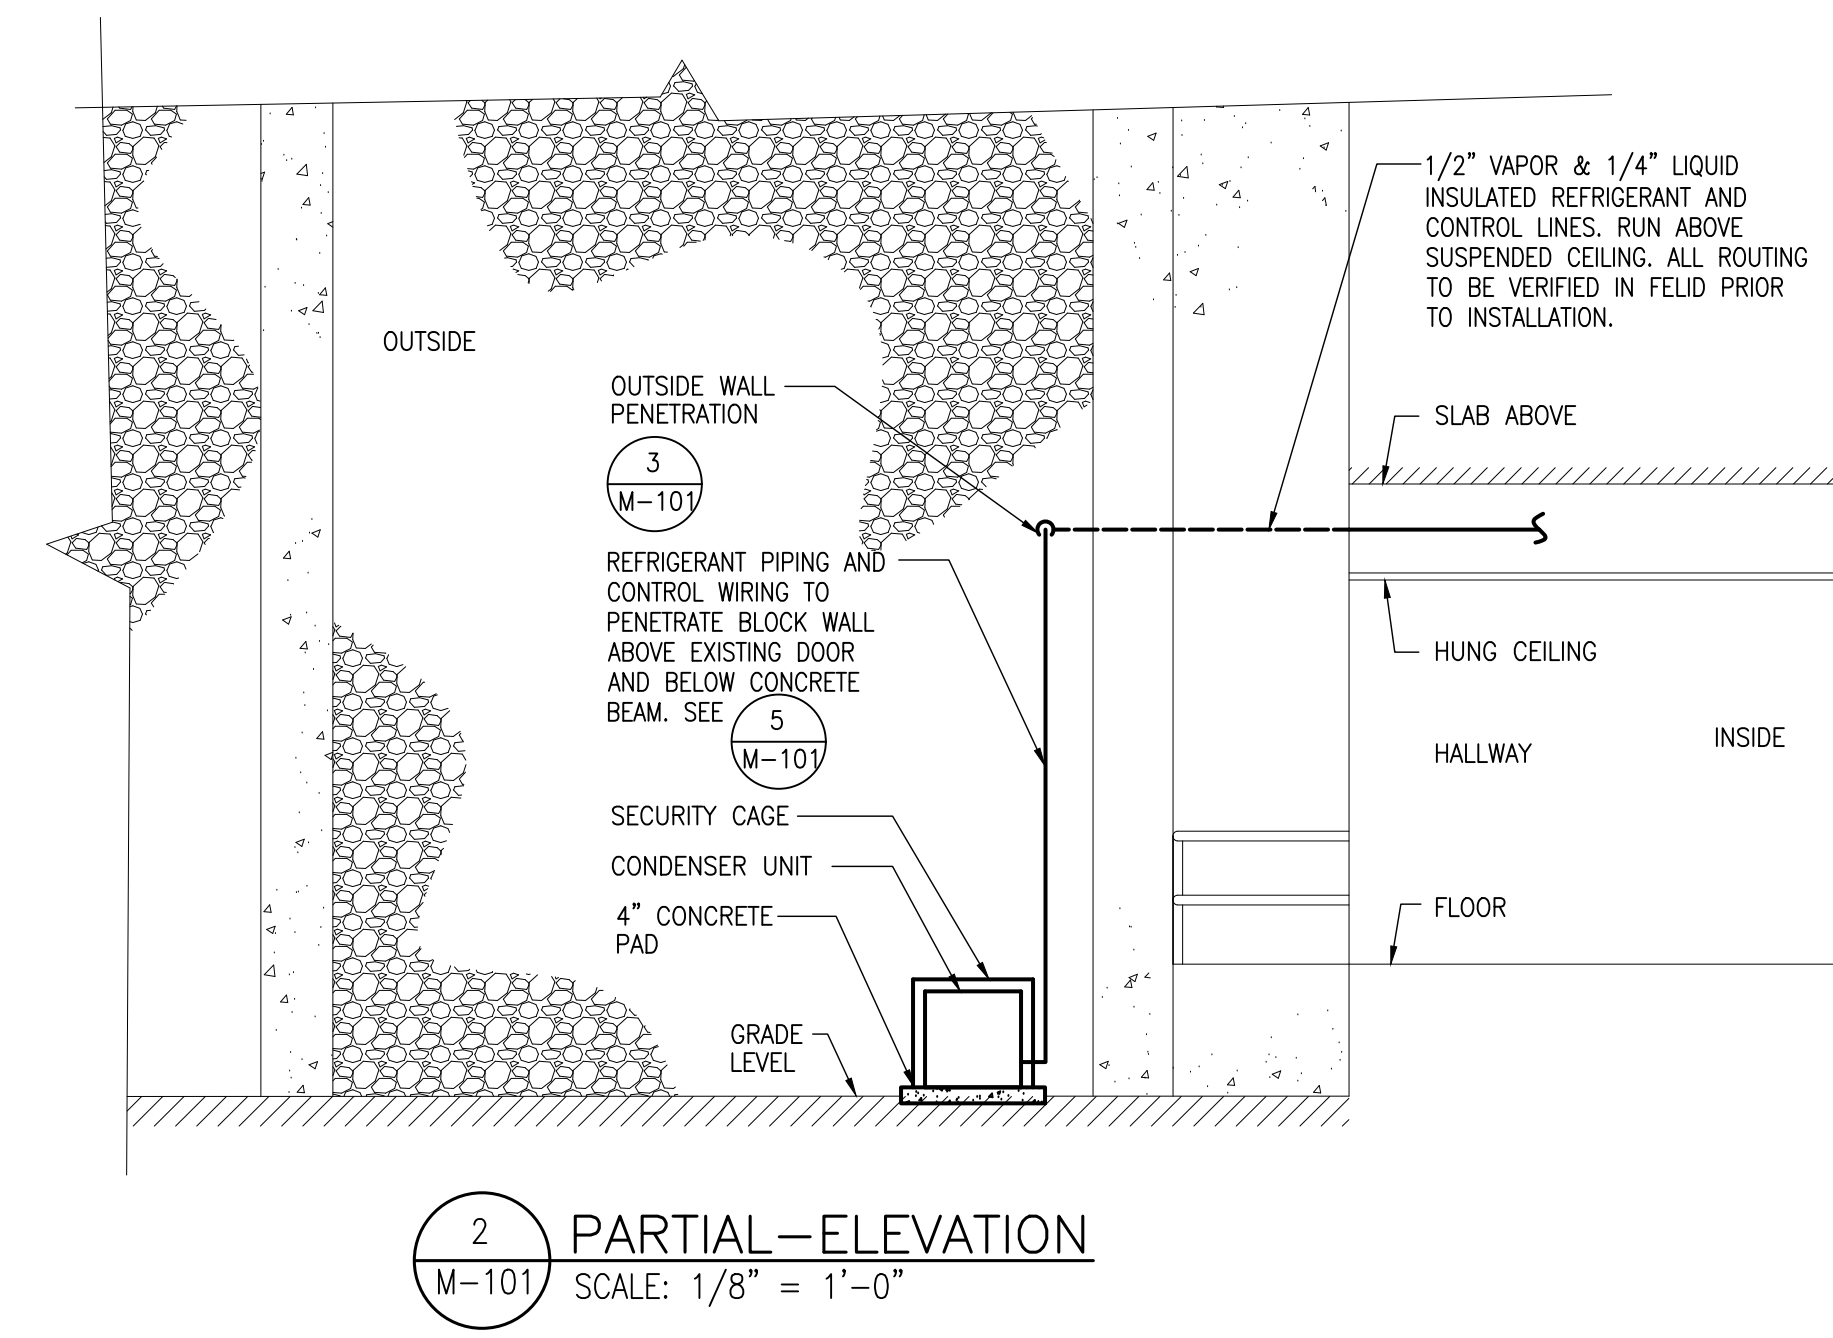 1/2" VAPOR & 1/4" LIQUID
INSULATED REFRIGERANT AND
CONTROL LINES. RUN ABOVE
SUSPENDED CEILING. ALL ROUTING
TO BE VERIFIED IN FELID PRIOR
TO INSTALLATION.
OUTSIDE
OUTSIDE WALL
PENETRATION
3
M-101
SLAB ABOVE
REFRIGERANT PIPING AND
CONTROL WIRING TO
PENETRATE BLOCK WALL
ABOVE EXISTING DOOR
AND BELOW CONCRETE
BEAM. SEE
5
M-101
HUNG CEILING
HALLWAY
INSIDE
SECURITY CAGE
CONDENSER UNIT
4" CONCRETE
PAD
FLOOR
GRADE
LEVEL
2
M-101
PARTIAL-ELEVATION
SCALE: 1/8" = 1'-0"